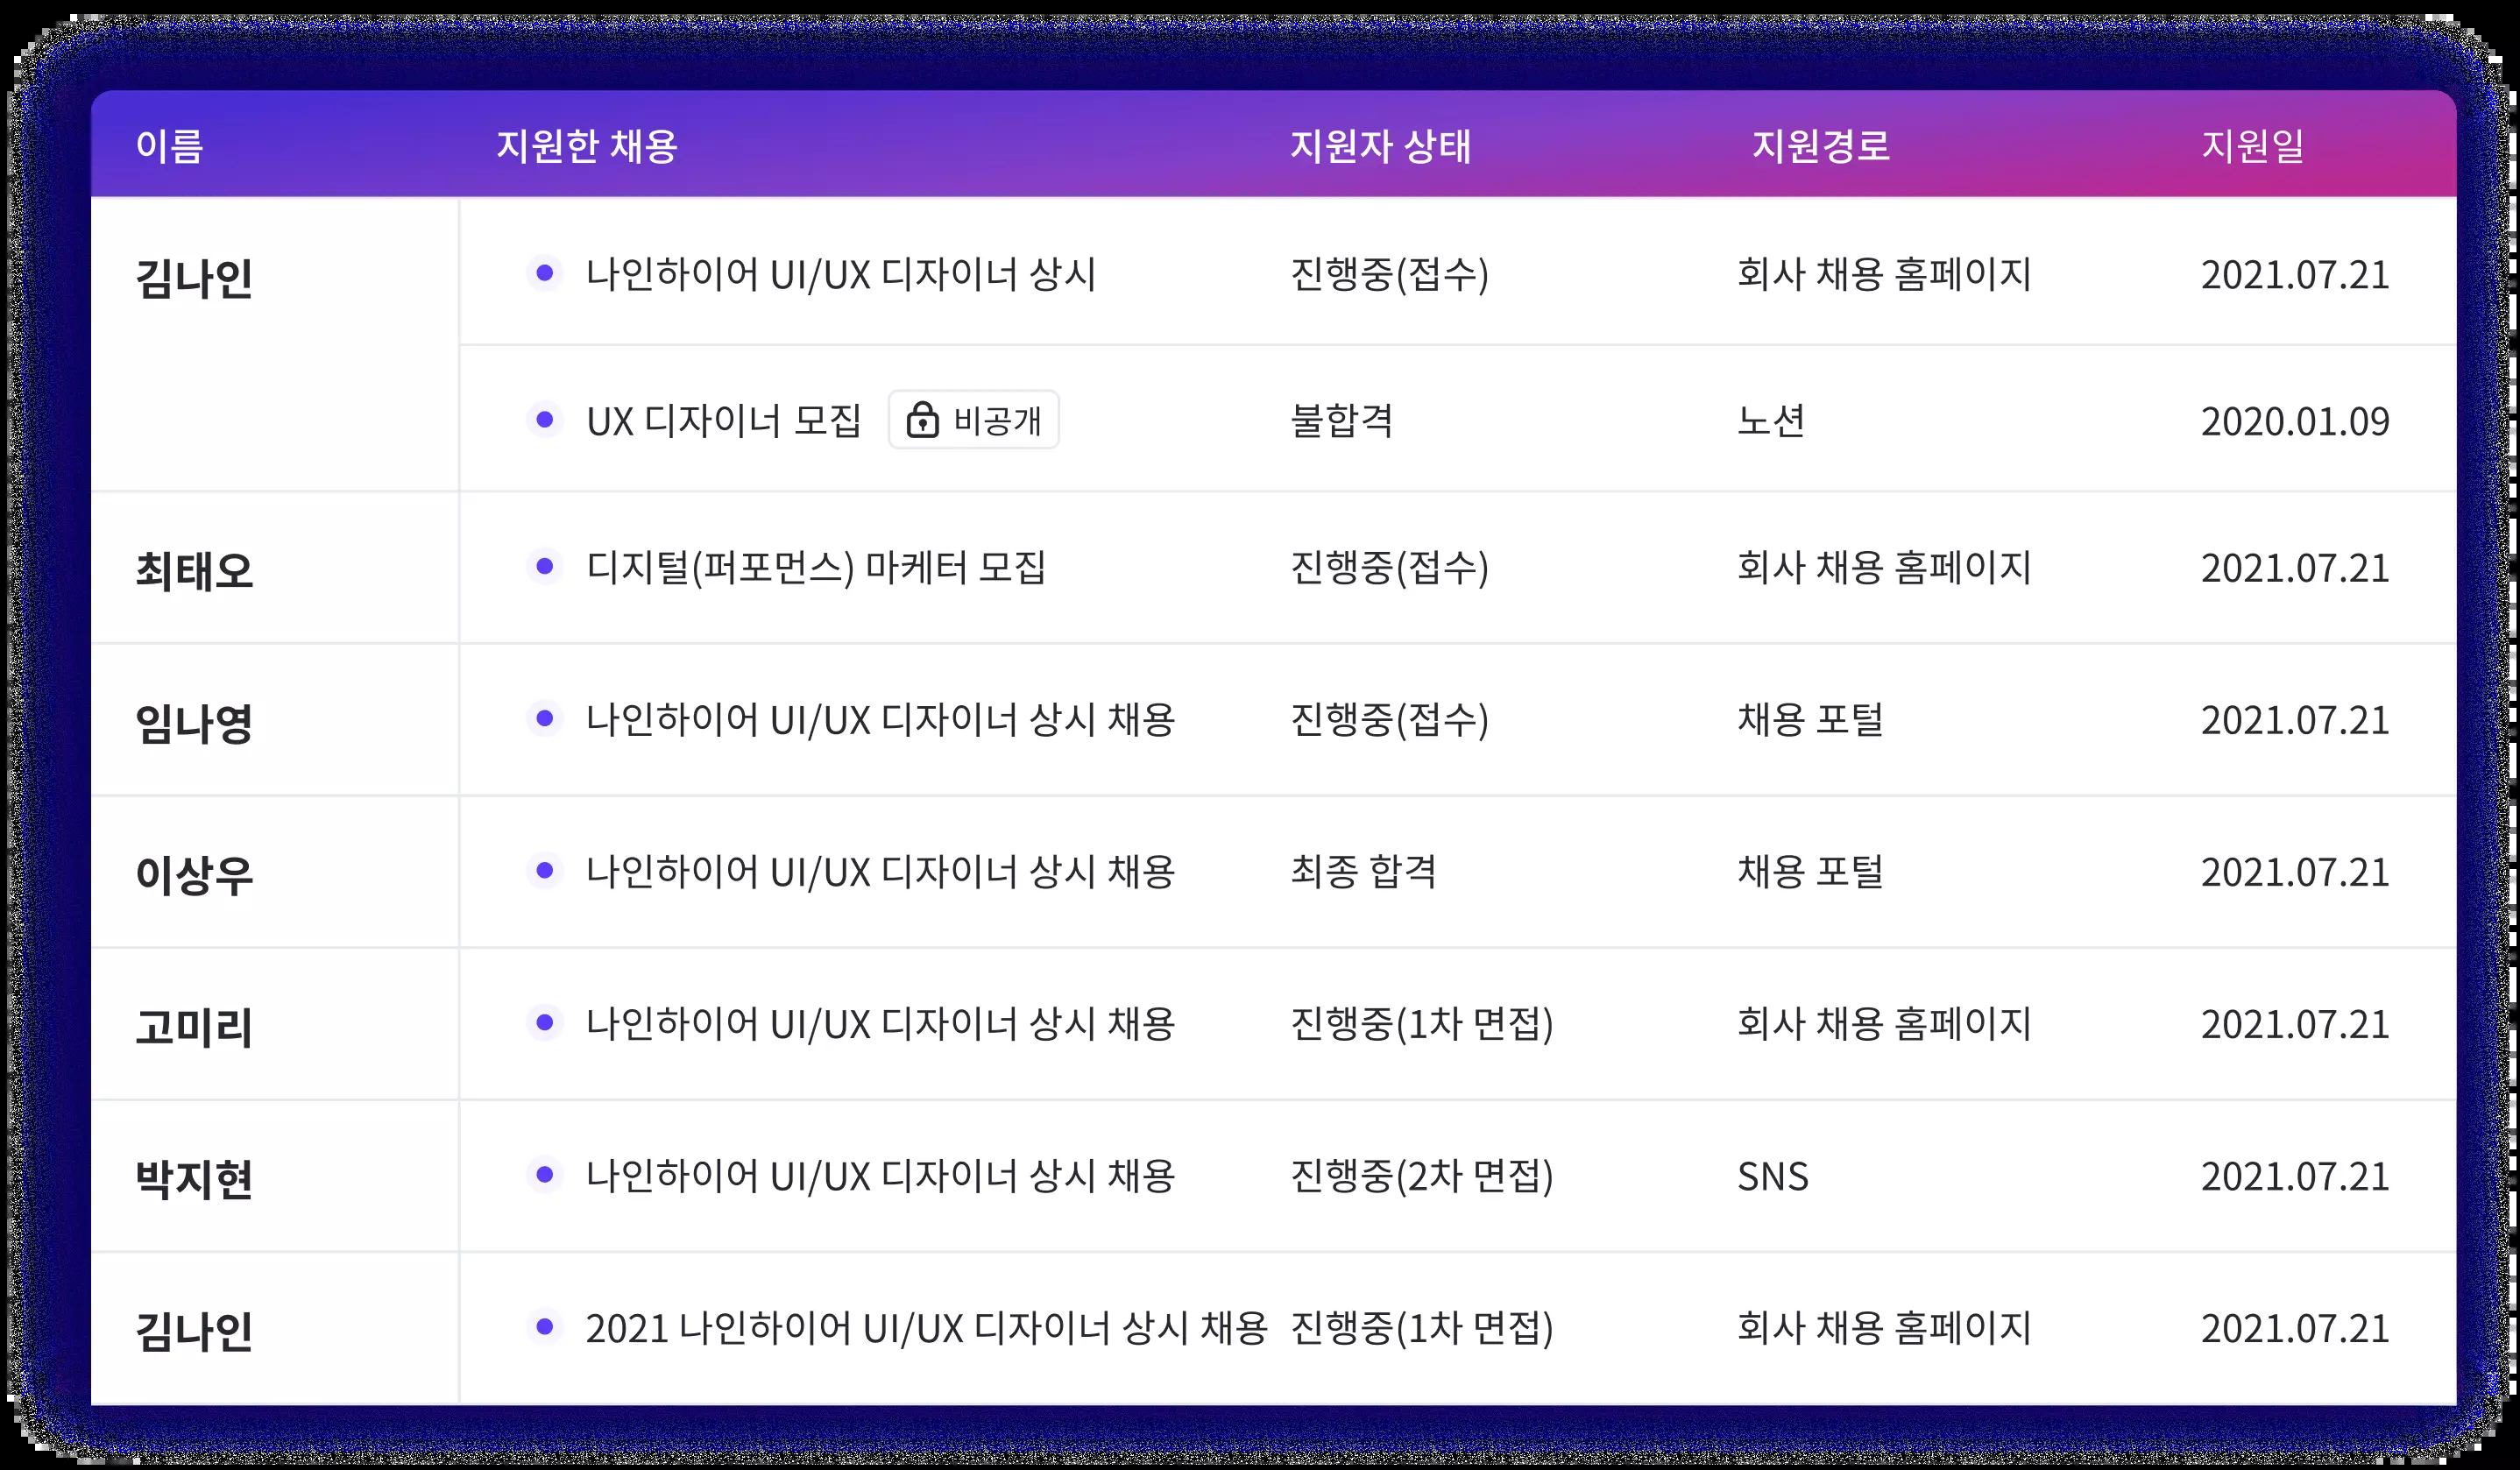 이름 지원한 채용 지원자 상태 지원경로 지원일
김나인 나인하이어 UI/UX 디자이너 상시 진행중(접수) 회사 채용 홈페이지 2021.07.21
UX 디자이너 모집 비공개 불합격 노션 2020.01.09
최태오 디지털(퍼포먼스) 마케터 모집 진행중(접수) 회사 채용 홈페이지 2021.07.21
임나영 나인하이어 UI/UX 디자이너 상시 채용 진행중(접수) 채용 포털 2021.07.21
이상우 나인하이어 UI/UX 디자이너 상시 채용 최종 합격 채용 포털 2021.07.21
고미리 나인하이어 UI/UX 디자이너 상시 채용 진행중(1차 면접) 회사 채용 홈페이지 2021.07.21
박지현 나인하이어 UI/UX 디자이너 상시 채용 진행중(2차 면접) SNS 2021.07.21
김나인 2021 나인하이어 UI/UX 디자이너 상시 채용 진행중(1차 면접) 회사 채용 홈페이지 2021.07.21